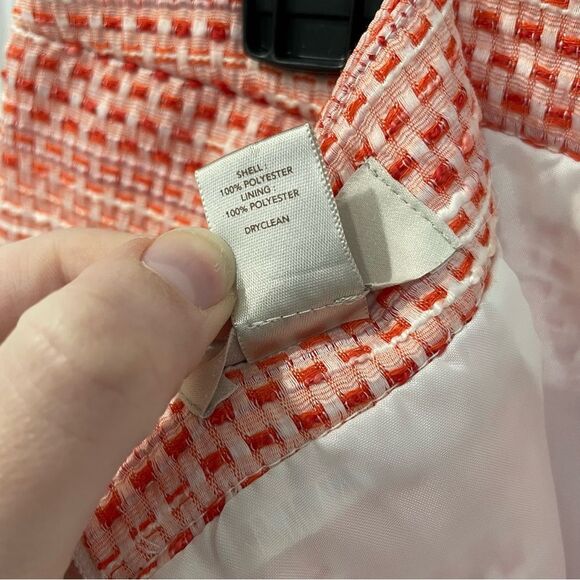 SHELL :
100% POLYESTER
LINING :
100% POLYESTER
DRYCLEAN